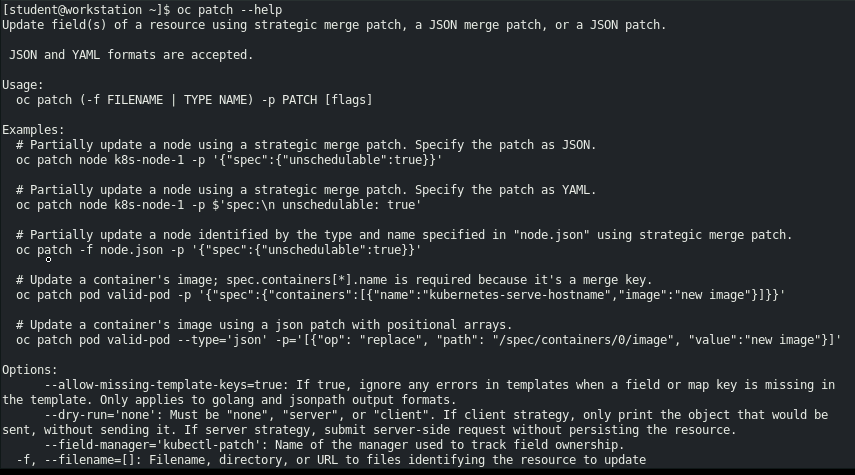 [student@workstation ~]$ oc patch --help
Update field(s) of a resource using strategic merge patch, a JSON merge patch, or a JSON patch.
JSON and YAML formats are accepted.
Usage:
oc patch (-f FILENAME | TYPE NAME) -p PATCH [flags]
Examples:
# Partially update a node using a strategic merge patch. Specify the patch as JSON.
oc patch node k8s-node-1 -p '{"spec":{"unschedulable":true}}'
# Partially update a node using a strategic merge patch. Specify the patch as YAML.
oc patch node k8s-node-1 -p $'spec:\n unschedulable: true'
# Partially update a node identified by the type and name specified in "node.json" using strategic merge patch.
oc patch -f node.json -p '{"spec":{"unschedulable":true}}'
# Update a container's image; spec.containers[*].name is required because it's a merge key.
oc patch pod valid-pod -p '{"spec":{"containers":[{"name":"kubernetes-serve-hostname","image":"new image"}]}}'
# Update a container's image using a json patch with positional arrays.
oc patch pod valid-pod --type='json' -p='[{"op": "replace", "path": "/spec/containers/0/image", "value":"new image"}]'
Options:
--allow-missing-template-keys=true: If true, ignore any errors in templates when a field or map key is missing in
the template. Only applies to golang and jsonpath output formats.
--dry-run='none': Must be "none", "server", or "client". If client strategy, only print the object that would be
sent, without sending it. If server strategy, submit server-side request without persisting the resource.
--field-manager='kubectl-patch': Name of the manager used to track field ownership.
-f, --filename=[]: Filename, directory, or URL to files identifying the resource to update